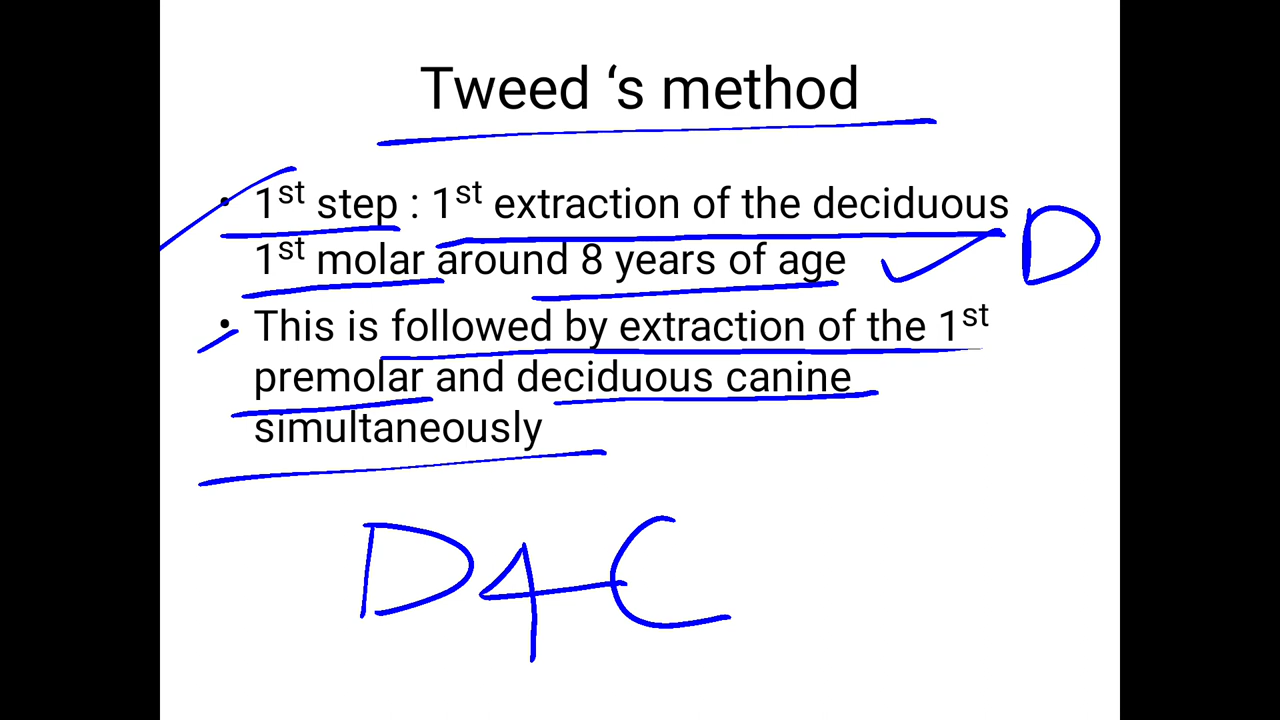 Tweed ‘s method
• 1st step : 1st extraction of the deciduous
1st molar around 8 years of age
D
• This is followed by extraction of the 1st
premolar and deciduous canine
simultaneously
D4C